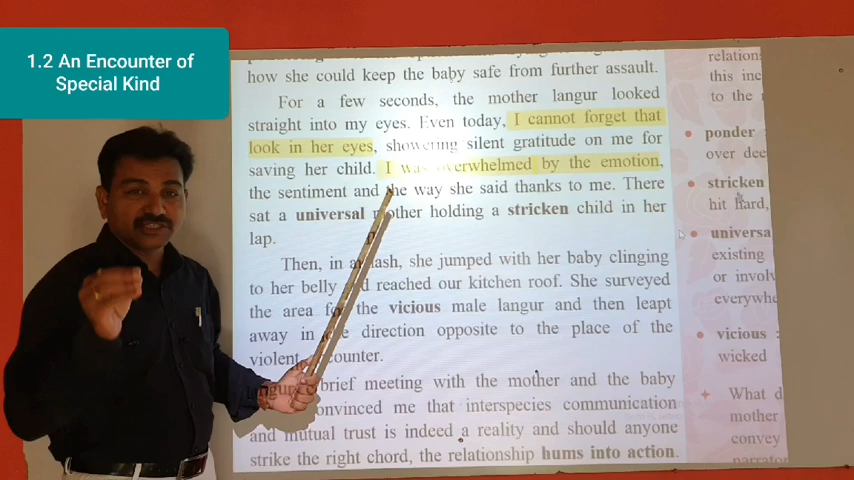 1.2 An Encounter of
Special Kind
how she could keep the baby safe from further assault.
For a few seconds, the mother langur looked
straight into my eyes. Even today, I cannot forget that
look in her eyes, showering silent gratitude on me for
saving her child. I was overwhelmed by the emotion,
the sentiment and the way she said thanks to me. There
sat a universal mother holding a stricken child in her
lap.
Then, in a flash, she jumped with her baby clinging
to her belly and reached our kitchen roof. She surveyed
the area for the vicious male langur and then leapt
away in the direction opposite to the place of the
violent encounter.
brief meeting with the mother and the baby
langur convinced me that interspecies communication
and mutual trust is indeed a reality and should anyone
strike the right chord, the relationship hums into action.
relation
this inc
to the
ponder :
over dee
stricken
hit hard,
universa
existing
or involv
everywhe
vicious :
wicked
What d
mother
convey
narrato